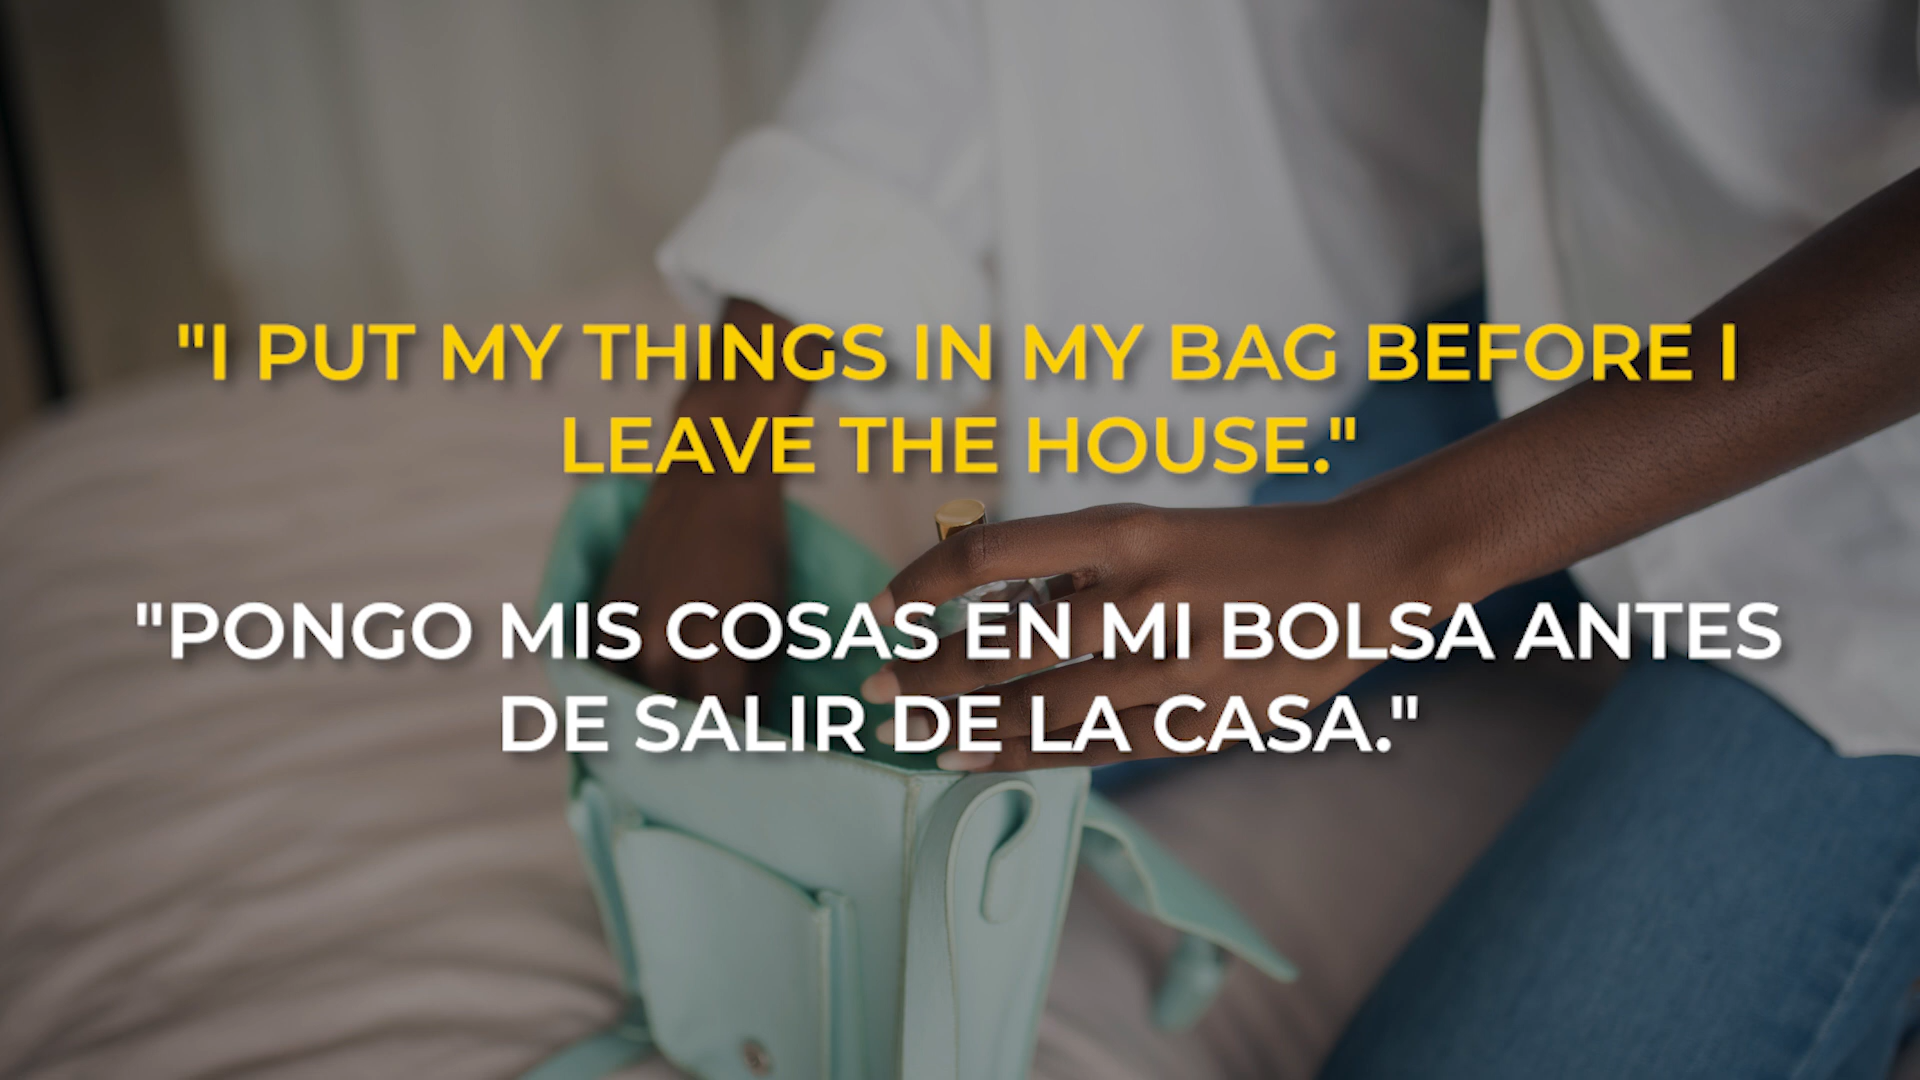 "I PUT MY THINGS IN MY BAG BEFORE I
LEAVE THE HOUSE."
"PONGO MIS COSAS EN MI BOLSA ANTES
DE SALIR DE LA CASA."